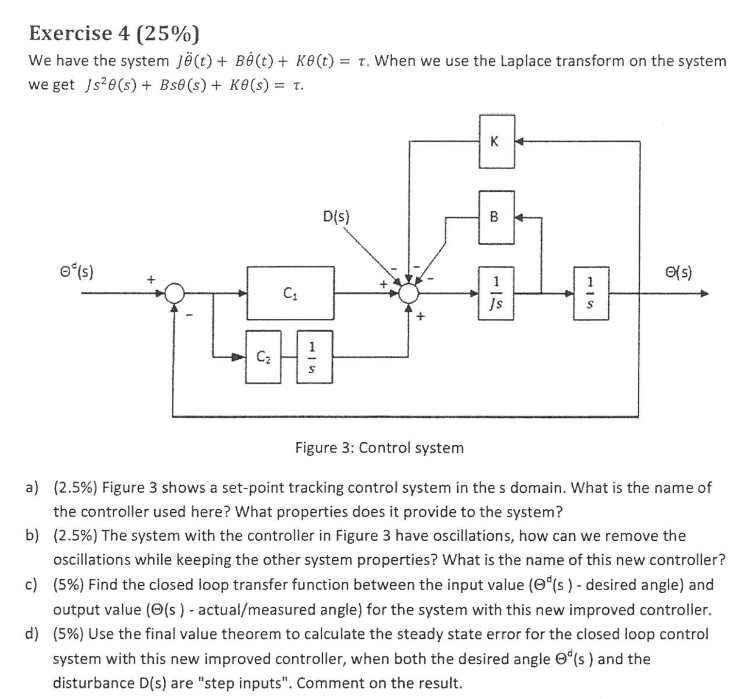 Exercise 4 (25%)
We have the system Jθ̈(t) + Bθ̇(t) + Kθ(t) = τ. When we use the Laplace transform on the system
we get Js²θ(s) + Bsθ(s) + Kθ(s) = τ.
K
D(s)
B
Θᵈ(s)
+
-
C₁
+
-
-
-
+
1
Js
1
s
Θ(s)
C₂
1
s
Figure 3: Control system
a) (2.5%) Figure 3 shows a set-point tracking control system in the s domain. What is the name of
the controller used here? What properties does it provide to the system?
b) (2.5%) The system with the controller in Figure 3 have oscillations, how can we remove the
oscillations while keeping the other system properties? What is the name of this new controller?
c) (5%) Find the closed loop transfer function between the input value (Θᵈ(s ) - desired angle) and
output value (Θ(s ) - actual/measured angle) for the system with this new improved controller.
d) (5%) Use the final value theorem to calculate the steady state error for the closed loop control
system with this new improved controller, when both the desired angle Θᵈ(s ) and the
disturbance D(s) are "step inputs". Comment on the result.